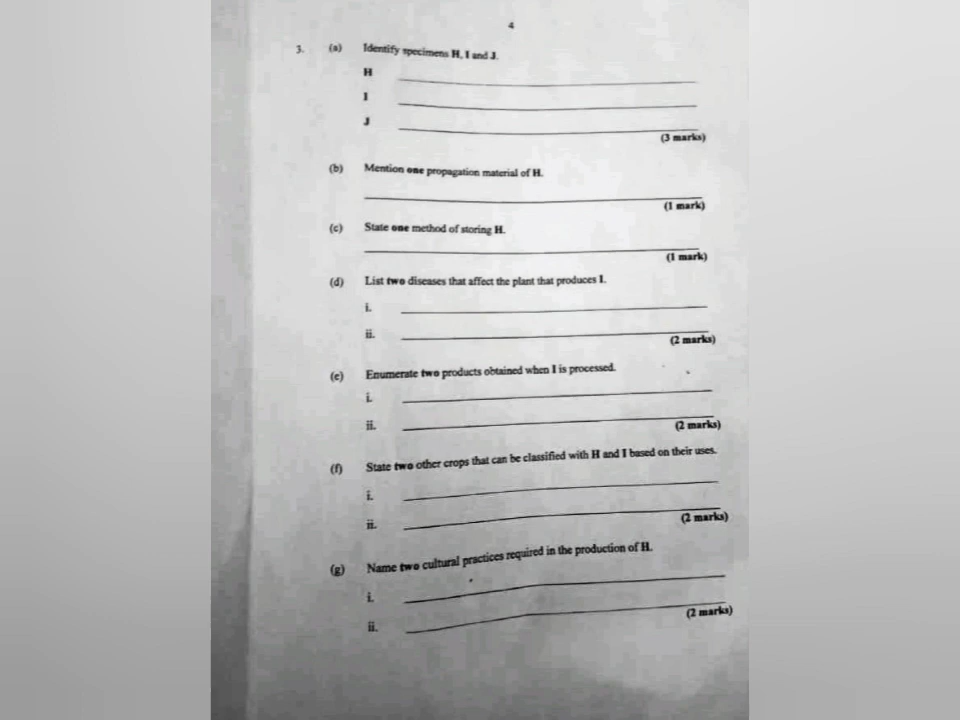 4
3. (a) Identify specimens H, I and J.
H
I
J
(3 marks)
(b) Mention one propagation material of H.
(1 mark)
(c) State one method of storing H.
(1 mark)
(d) List two diseases that affect the plant that produces I.
i.
ii.
(2 marks)
(e) Enumerate two products obtained when I is processed.
i.
ii.
(2 marks)
(f) State two other crops that can be classified with H and I based on their uses.
i.
ii.
(2 marks)
(g) Name two cultural practices required in the production of H.
i.
ii.
(2 marks)